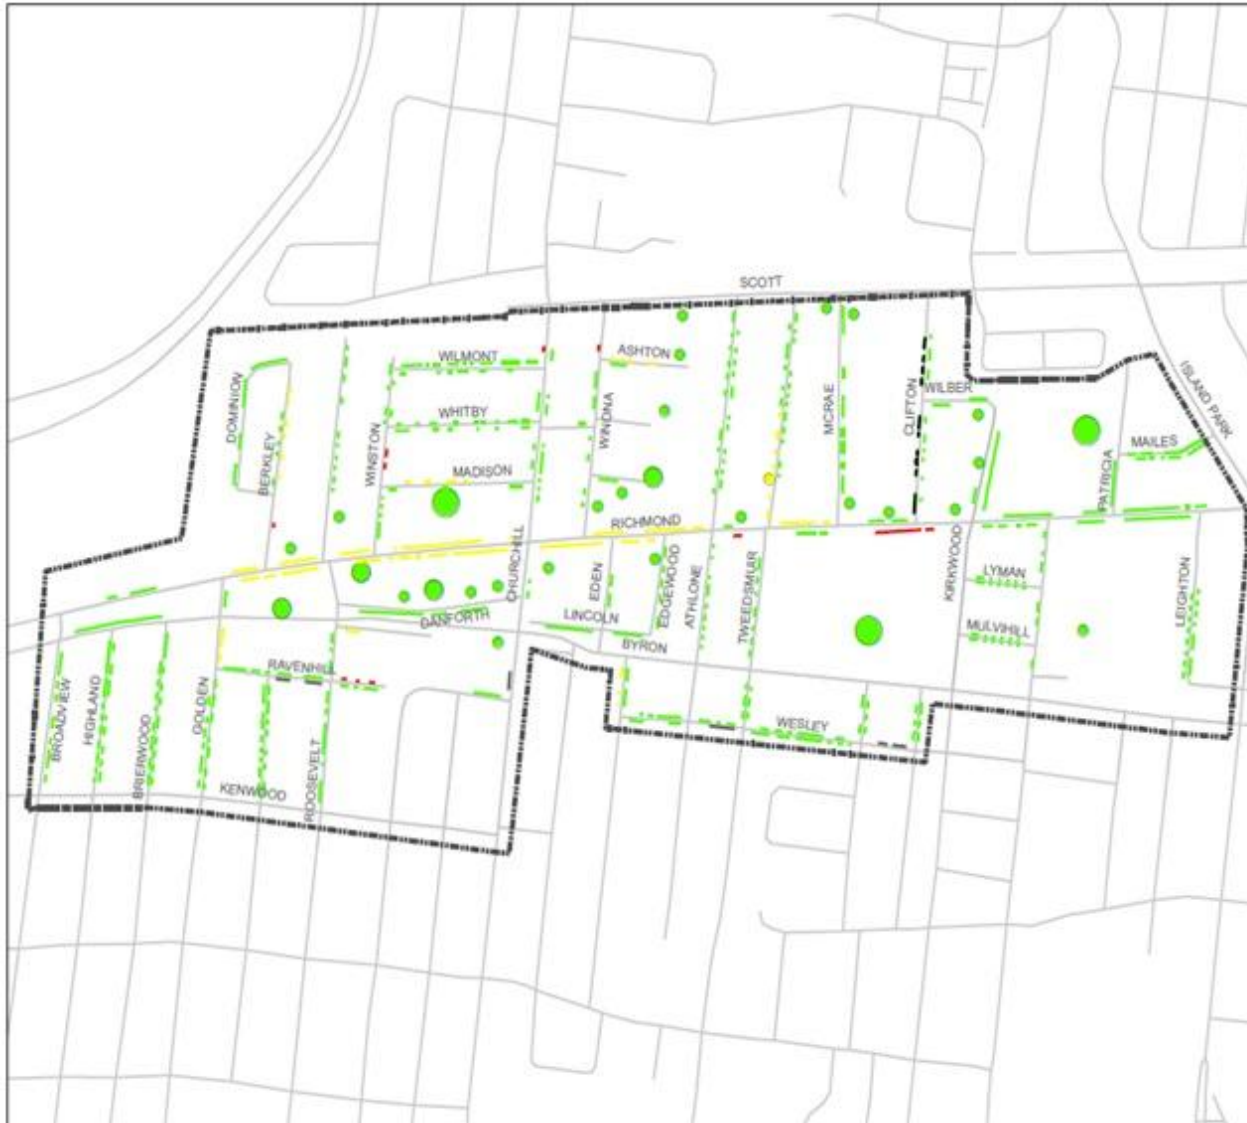 SCOTT
ISLAND PARK
WILMONT
ASHTON
DOMINION
WILBER
WHITBY
WINONA
MCRAE
CLIFTON
BERKLEY
WINSTON
MADISON
MAILES
PATRICIA
RICHMOND
CHURCHILL
EDEN
EDGEWOOD
ATHLONE
TWEEDSMUIR
KIRKWOOD
LYMAN
LEIGHTON
DANFORTH
LINCOLN
BYRON
MULVIHILL
RAVENHILL
BROADVIEW
HIGHLAND
BRIERWOOD
GOLDEN
WESLEY
ROOSEVELT
KENWOOD